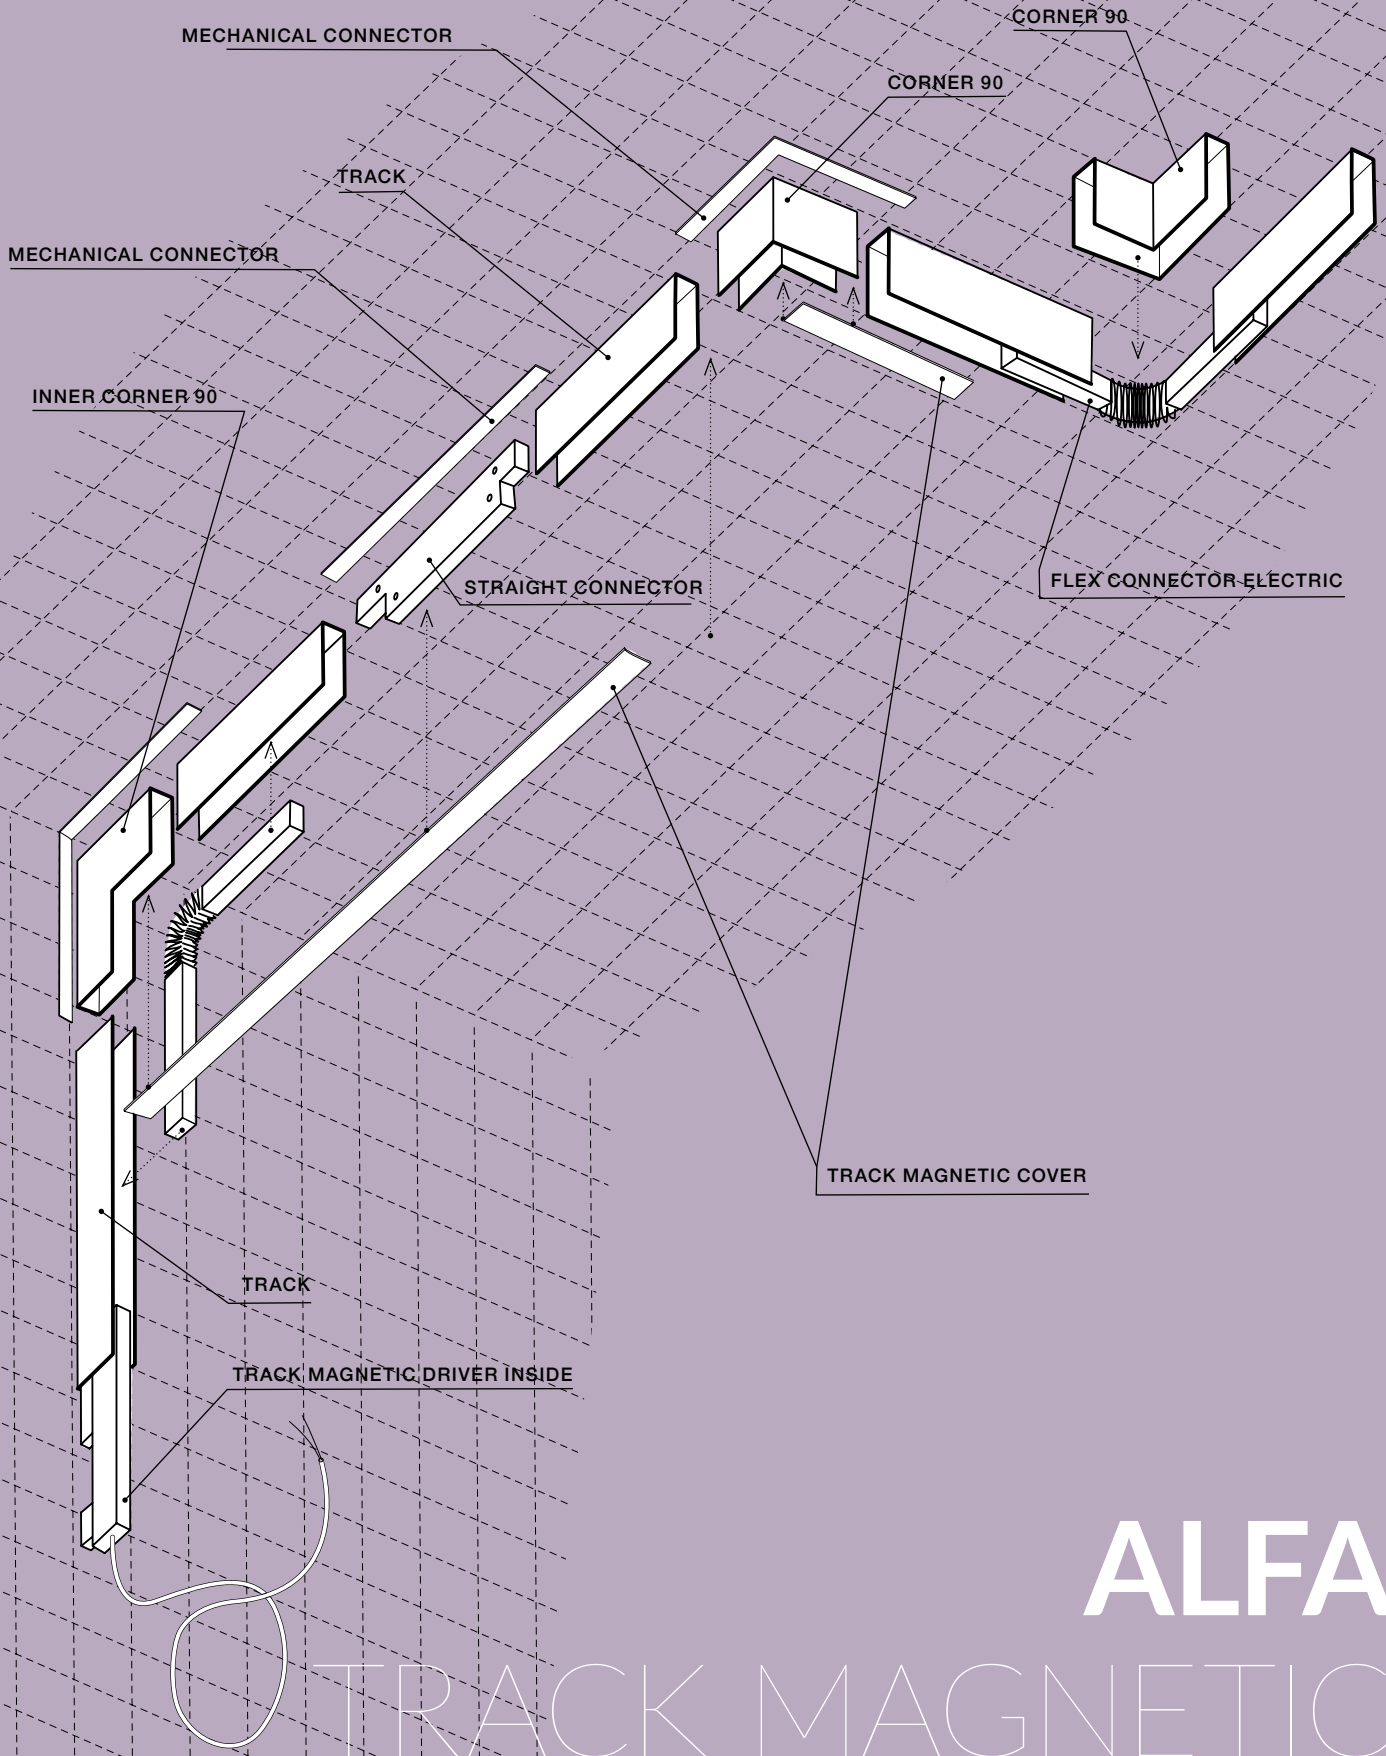 CORNER 90
MECHANICAL CONNECTOR
CORNER 90
TRACK
MECHANICAL CONNECTOR
INNER CORNER 90
STRAIGHT CONNECTOR
FLEX CONNECTOR ELECTRIC
TRACK MAGNETIC COVER
TRACK
TRACK MAGNETIC DRIVER INSIDE
ALFA
TRACK MAGNETIC